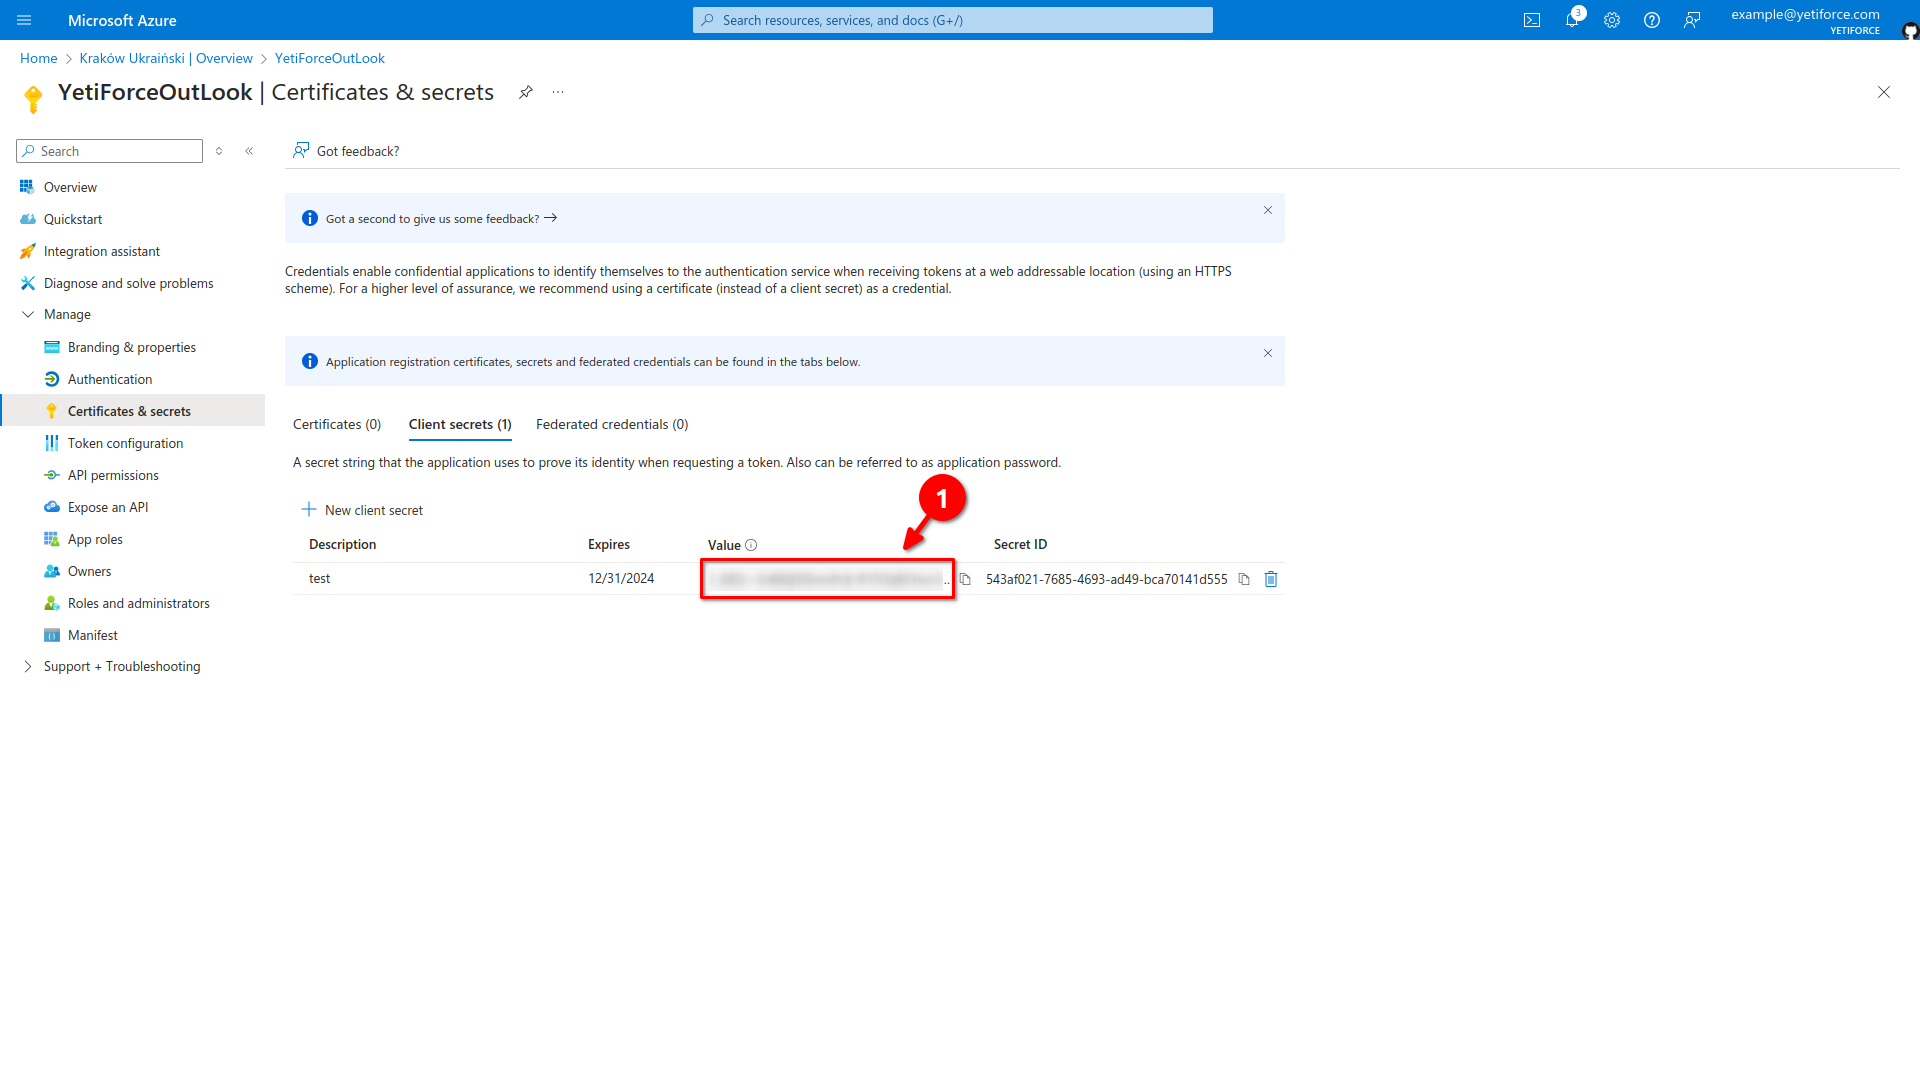 Microsoft Azure
Search resources, services, and docs (G+/)
3
example@yetiforce.com
YETIFORCE
Home > Kraków Ukraiński | Overview > YetiForceOutLook
YetiForceOutLook | Certificates & secrets
Search
Got feedback?
Overview
Quickstart
Integration assistant
Diagnose and solve problems
Manage
Branding & properties
Authentication
Certificates & secrets
Token configuration
API permissions
Expose an API
App roles
Owners
Roles and administrators
Manifest
Support + Troubleshooting
Got a second to give us some feedback?
Credentials enable confidential applications to identify themselves to the authentication service when receiving tokens at a web addressable location (using an HTTPS
scheme). For a higher level of assurance, we recommend using a certificate (instead of a client secret) as a credential.
Application registration certificates, secrets and federated credentials can be found in the tabs below.
Certificates (0) Client secrets (1) Federated credentials (0)
A secret string that the application uses to prove its identity when requesting a token. Also can be referred to as application password.
1
New client secret
Description Expires Value Secret ID
test 12/31/2024 543af021-7685-4693-ad49-bca70141d555